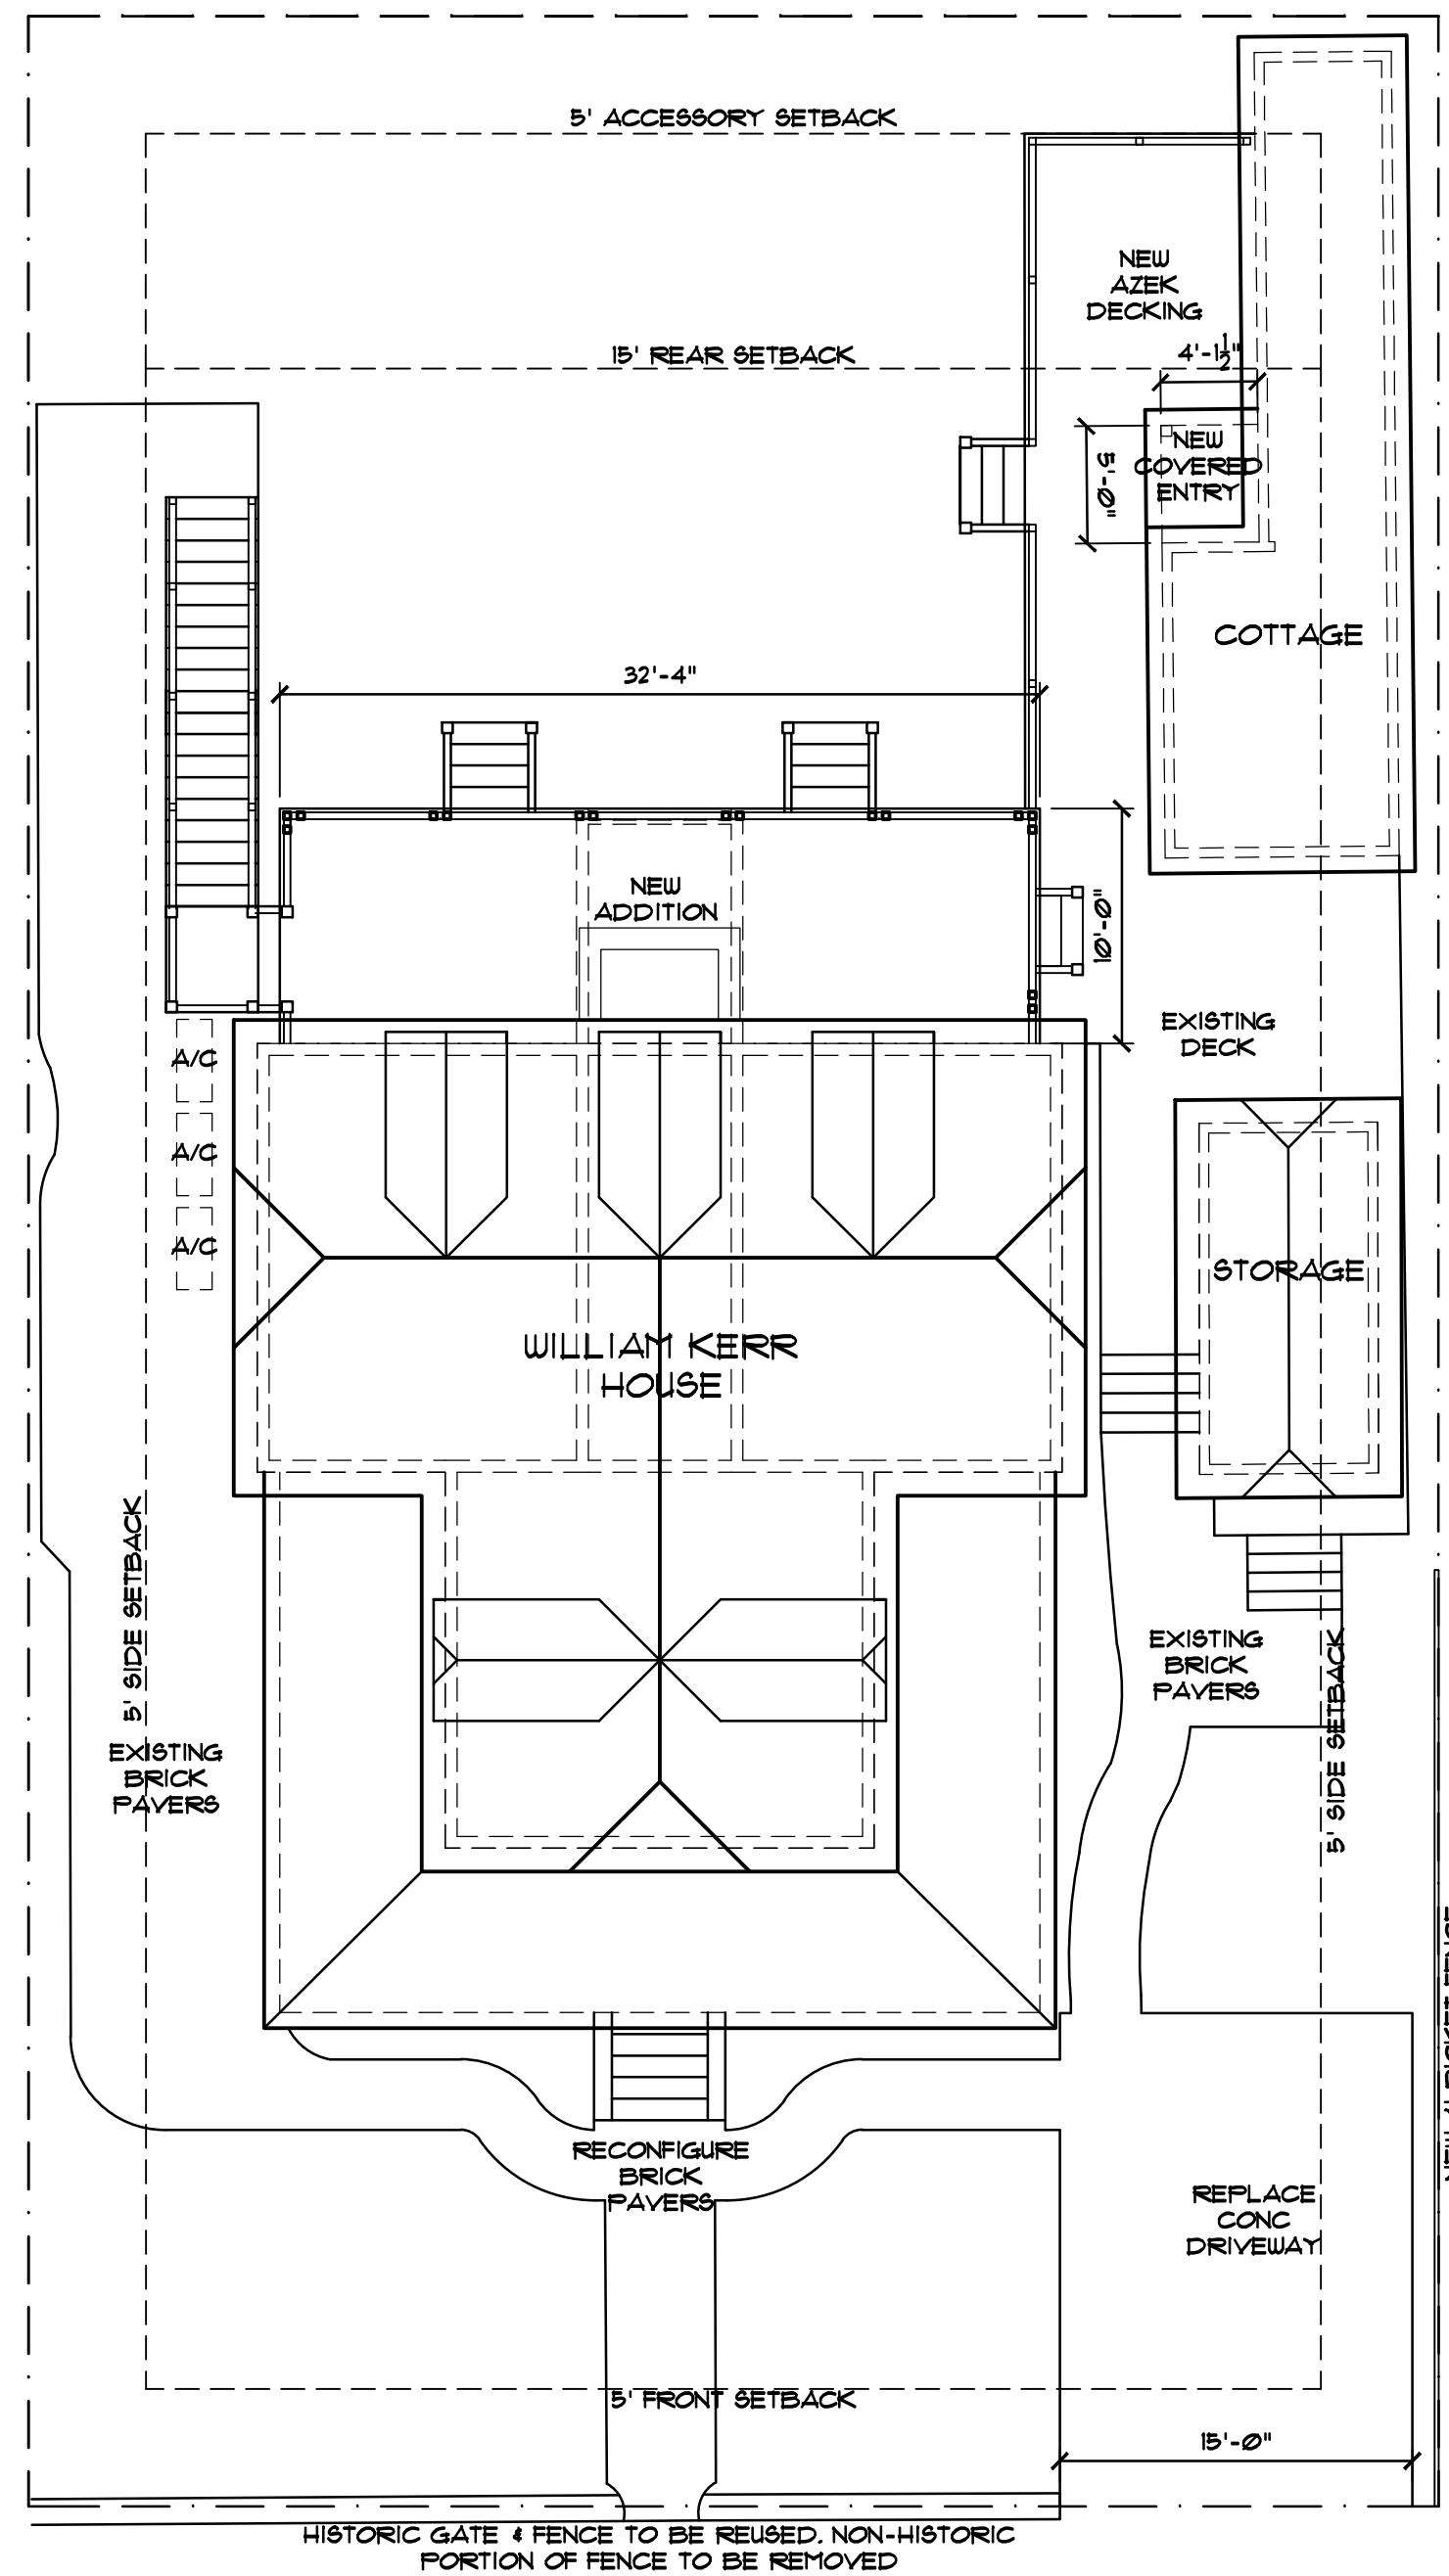 5' ACCESSORY SETBACK
NEW
AZEK
DECKING
15' REAR SETBACK
4'-1 1/2"
NEW
COVERED
ENTRY
5'-0"
COTTAGE
32'-4"
NEW
ADDITION
10'-0"
EXISTING
DECK
A/C
A/C
A/C
STORAGE
WILLIAM KERR
HOUSE
5' SIDE SETBACK
EXISTING
BRICK
PAVERS
EXISTING
BRICK
PAVERS
5' SIDE SETBACK
RECONFIGURE
BRICK
PAVERS
REPLACE
CONC
DRIVEWAY
5' FRONT SETBACK
15'-0"
HISTORIC GATE & FENCE TO BE REUSED. NON-HISTORIC
PORTION OF FENCE TO BE REMOVED